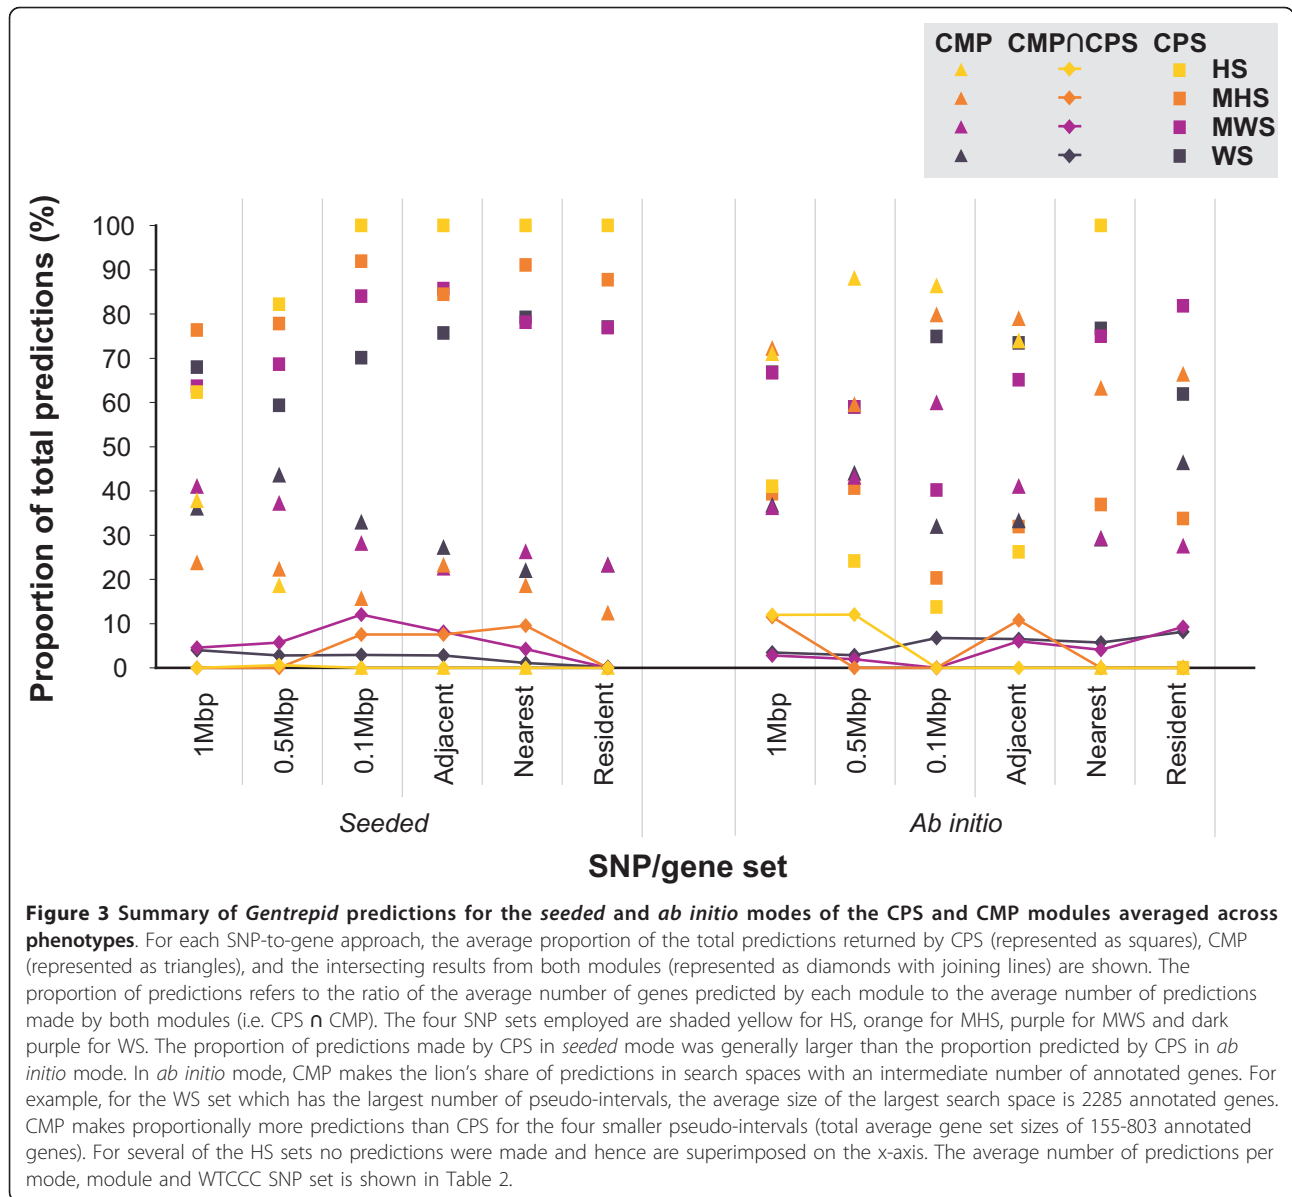 CMP CMP∩CPS CPS
HS
MHS
MWS
WS
Proportion of total predictions (%)
100
90
80
70
60
50
40
30
20
10
0
1Mbp
0.5Mbp
0.1Mbp
Adjacent
Nearest
Resident
1Mbp
0.5Mbp
0.1Mbp
Adjacent
Nearest
Resident
Seeded
Ab initio
SNP/gene set
Figure 3 Summary of Gentrepid predictions for the seeded and ab initio modes of the CPS and CMP modules averaged across
phenotypes. For each SNP-to-gene approach, the average proportion of the total predictions returned by CPS (represented as squares), CMP
(represented as triangles), and the intersecting results from both modules (represented as diamonds with joining lines) are shown. The
proportion of predictions refers to the ratio of the average number of genes predicted by each module to the average number of predictions
made by both modules (i.e. CPS ∩ CMP). The four SNP sets employed are shaded yellow for HS, orange for MHS, purple for MWS and dark
purple for WS. The proportion of predictions made by CPS in seeded mode was generally larger than the proportion predicted by CPS in ab
initio mode. In ab initio mode, CMP makes the lion's share of predictions in search spaces with an intermediate number of annotated genes. For
example, for the WS set which has the largest number of pseudo-intervals, the average size of the largest search space is 2285 annotated genes.
CMP makes proportionally more predictions than CPS for the four smaller pseudo-intervals (total average gene set sizes of 155-803 annotated
genes). For several of the HS sets no predictions were made and hence are superimposed on the x-axis. The average number of predictions per
mode, module and WTCCC SNP set is shown in Table 2.